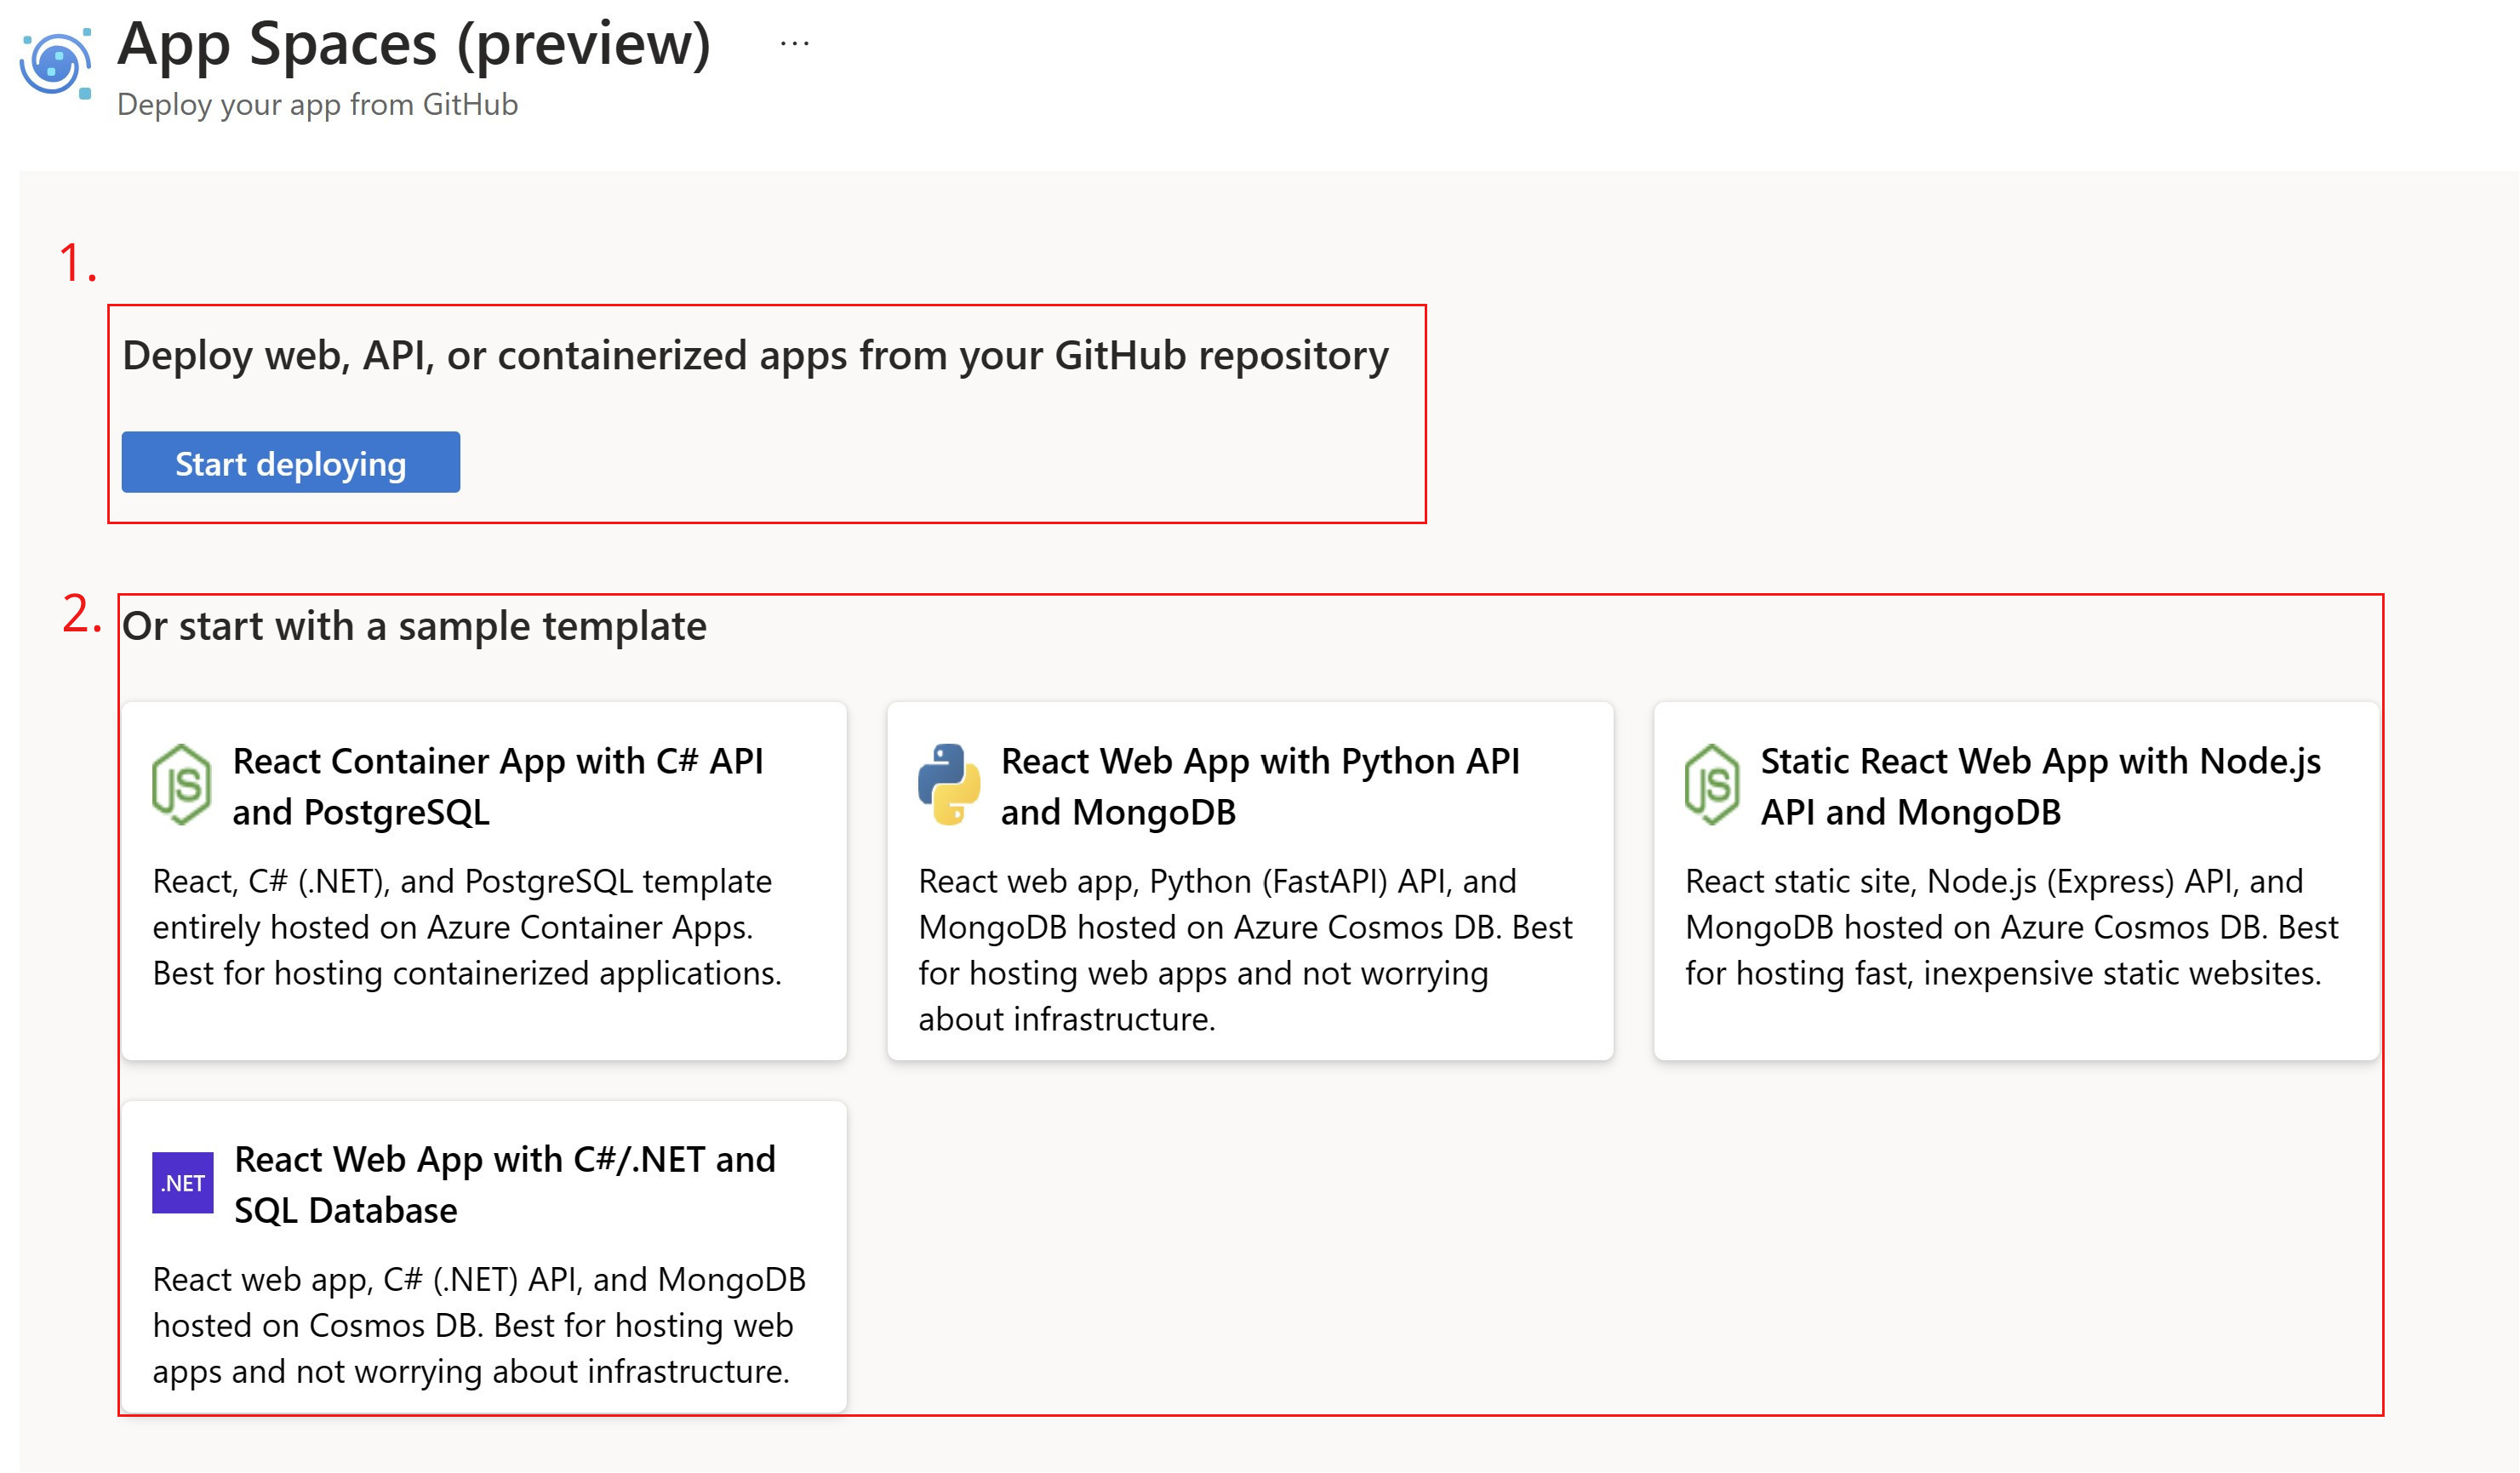 App Spaces (preview) ...
Deploy your app from GitHub
1.
Deploy web, API, or containerized apps from your GitHub repository
Start deploying
2.
Or start with a sample template
JS
React Container App with C# API
and PostgreSQL
React, C# (.NET), and PostgreSQL template
entirely hosted on Azure Container Apps.
Best for hosting containerized applications.
React Web App with Python API
and MongoDB
React web app, Python (FastAPI) API, and
MongoDB hosted on Azure Cosmos DB. Best
for hosting web apps and not worrying
about infrastructure.
JS
Static React Web App with Node.js
API and MongoDB
React static site, Node.js (Express) API, and
MongoDB hosted on Azure Cosmos DB. Best
for hosting fast, inexpensive static websites.
.NET
React Web App with C#/.NET and
SQL Database
React web app, C# (.NET) API, and MongoDB
hosted on Cosmos DB. Best for hosting web
apps and not worrying about infrastructure.